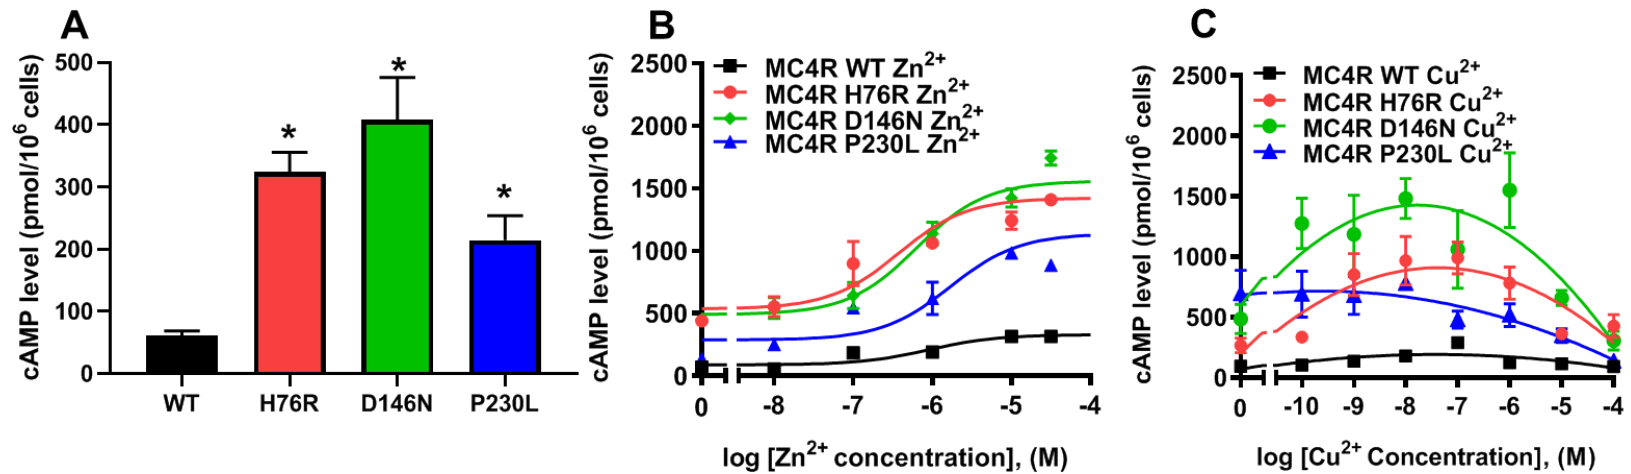 A
cAMP level (pmol/10⁶ cells)
500
400
300
200
100
0
*
*
*
WT H76R D146N P230L
B
cAMP level (pmol/10⁶ cells)
2500
2000
1500
1000
500
0
MC4R WT Zn²⁺
MC4R H76R Zn²⁺
MC4R D146N Zn²⁺
MC4R P230L Zn²⁺
0 -8 -7 -6 -5 -4
log [Zn²⁺ concentration], (M)
C
cAMP level (pmol/10⁶ cells)
2500
2000
1500
1000
500
0
MC4R WT Cu²⁺
MC4R H76R Cu²⁺
MC4R D146N Cu²⁺
MC4R P230L Cu²⁺
0 -10 -9 -8 -7 -6 -5 -4
log [Cu²⁺ Concentration], (M)